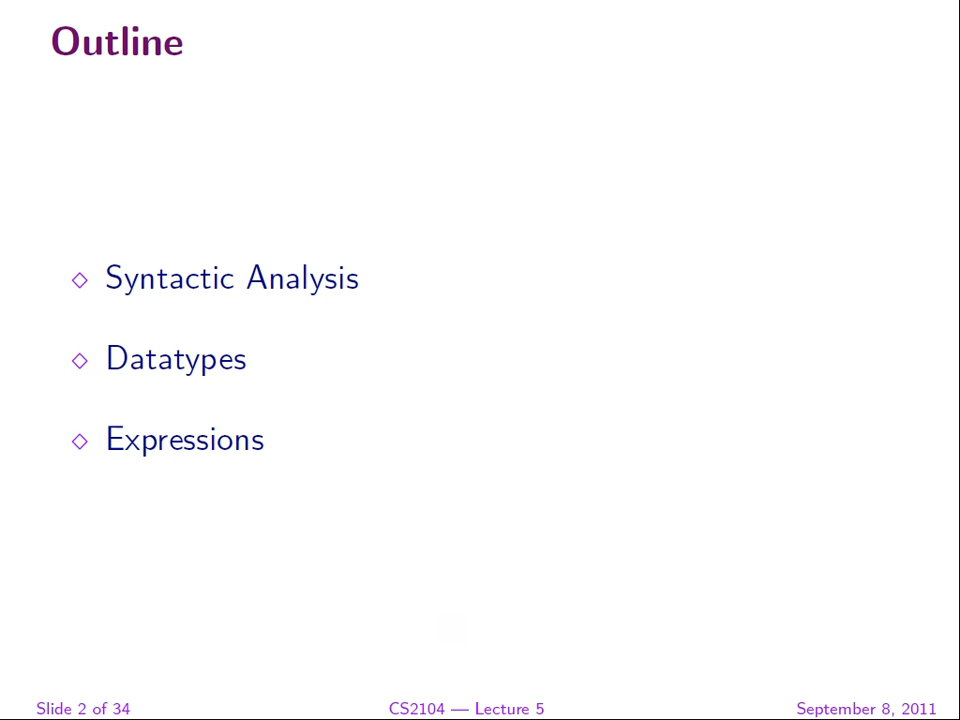 Outline
◇ Syntactic Analysis
◇ Datatypes
◇ Expressions
Slide 2 of 34
CS2104 — Lecture 5
September 8, 2011